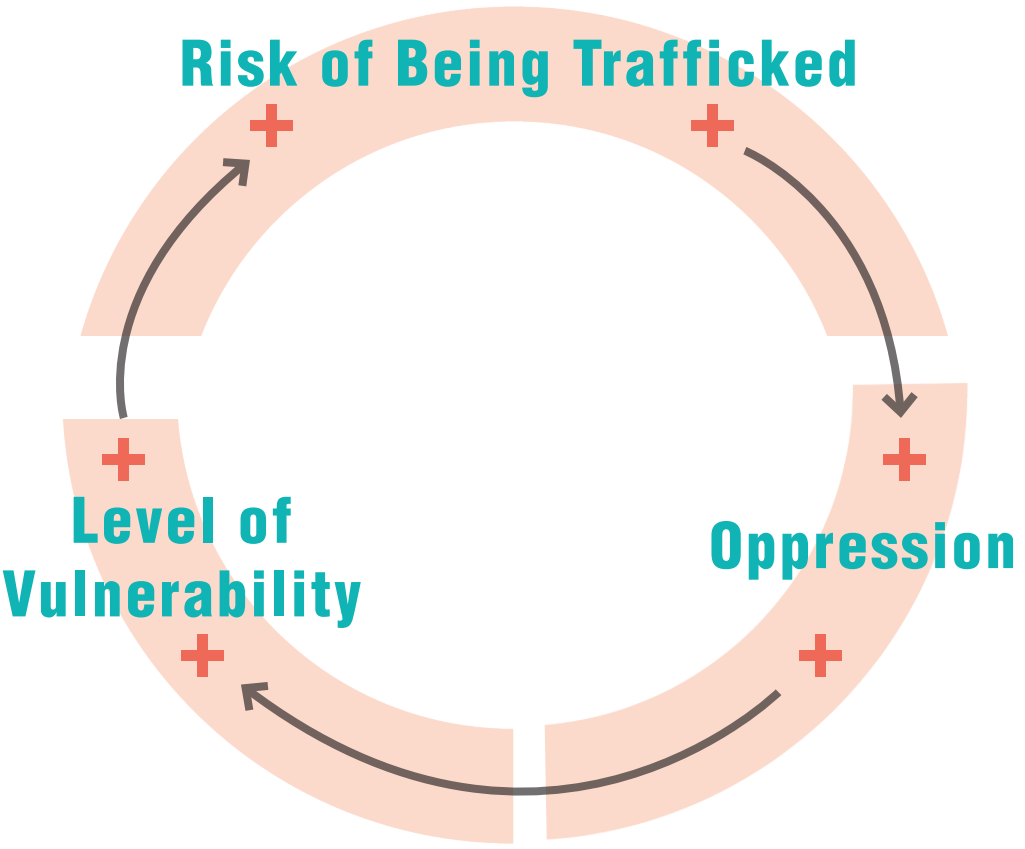 Risk of Being Trafficked
+ +
+ +
Level of
Oppression
Vulnerability
+ +